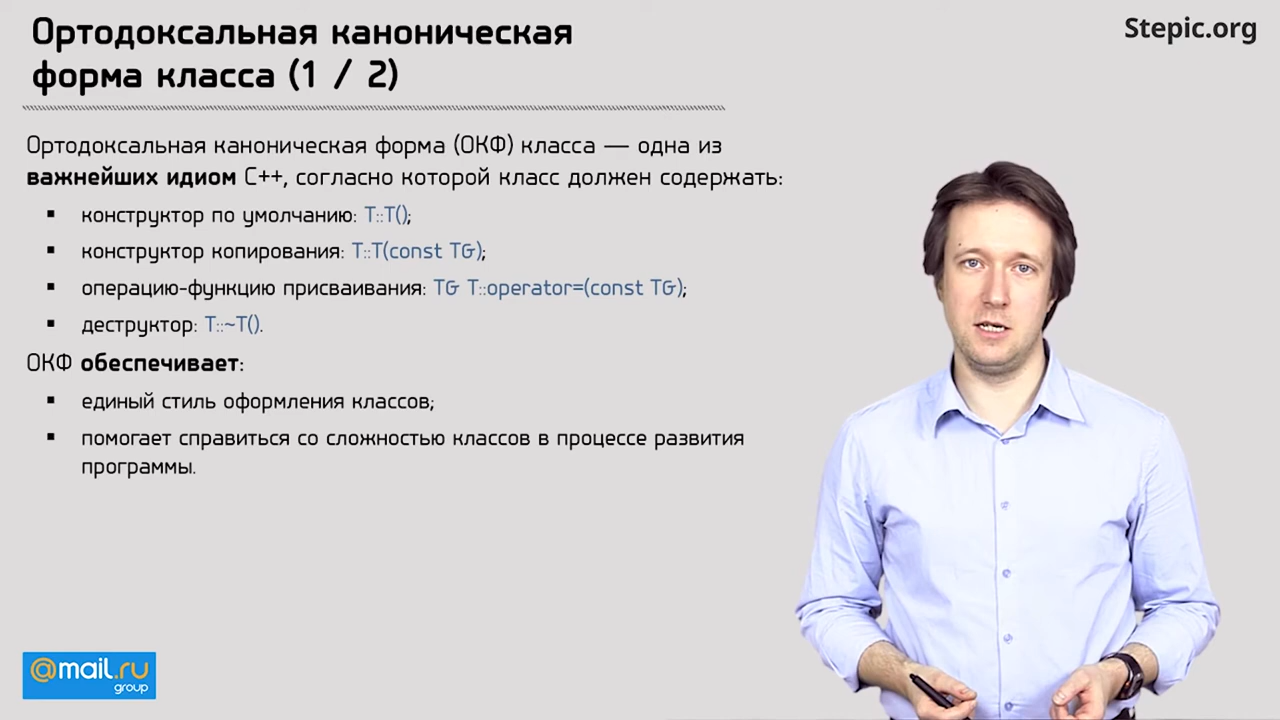 Ортодоксальная каноническая
форма класса (1 / 2)
Stepic.org
Ортодоксальная каноническая форма (ОКФ) класса — одна из
важнейших идиом C++, согласно которой класс должен содержать:
▪ конструктор по умолчанию: T::T();
▪ конструктор копирования: T::T(const T&);
▪ операцию-функцию присваивания: T& T::operator=(const T&);
▪ деструктор: T::~T().
ОКФ обеспечивает:
▪ единый стиль оформления классов;
▪ помогает справиться со сложностью классов в процессе развития
программы.
@mail.ru
group